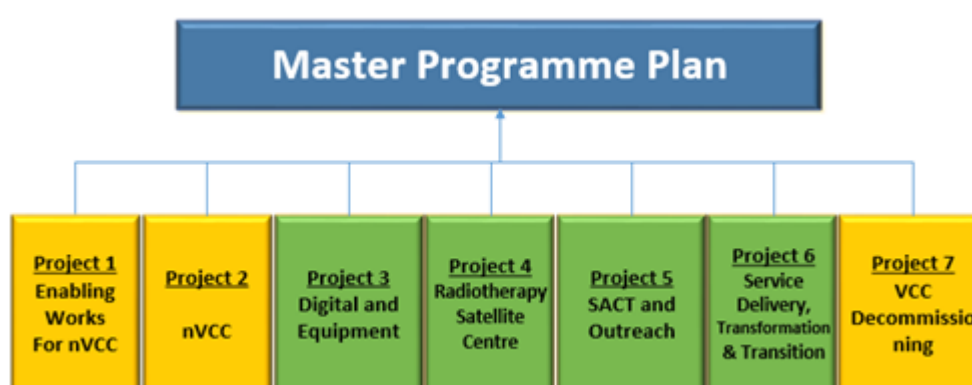 Master Programme Plan
Project 1
Enabling
Works
For nVCC
Project 2
nVCC
Project 3
Digital and
Equipment
Project 4
Radiotherapy
Satellite
Centre
Project 5
SACT and
Outreach
Project 6
Service
Delivery,
Transformation
& Transition
Project 7
VCC
Decommissio
ning